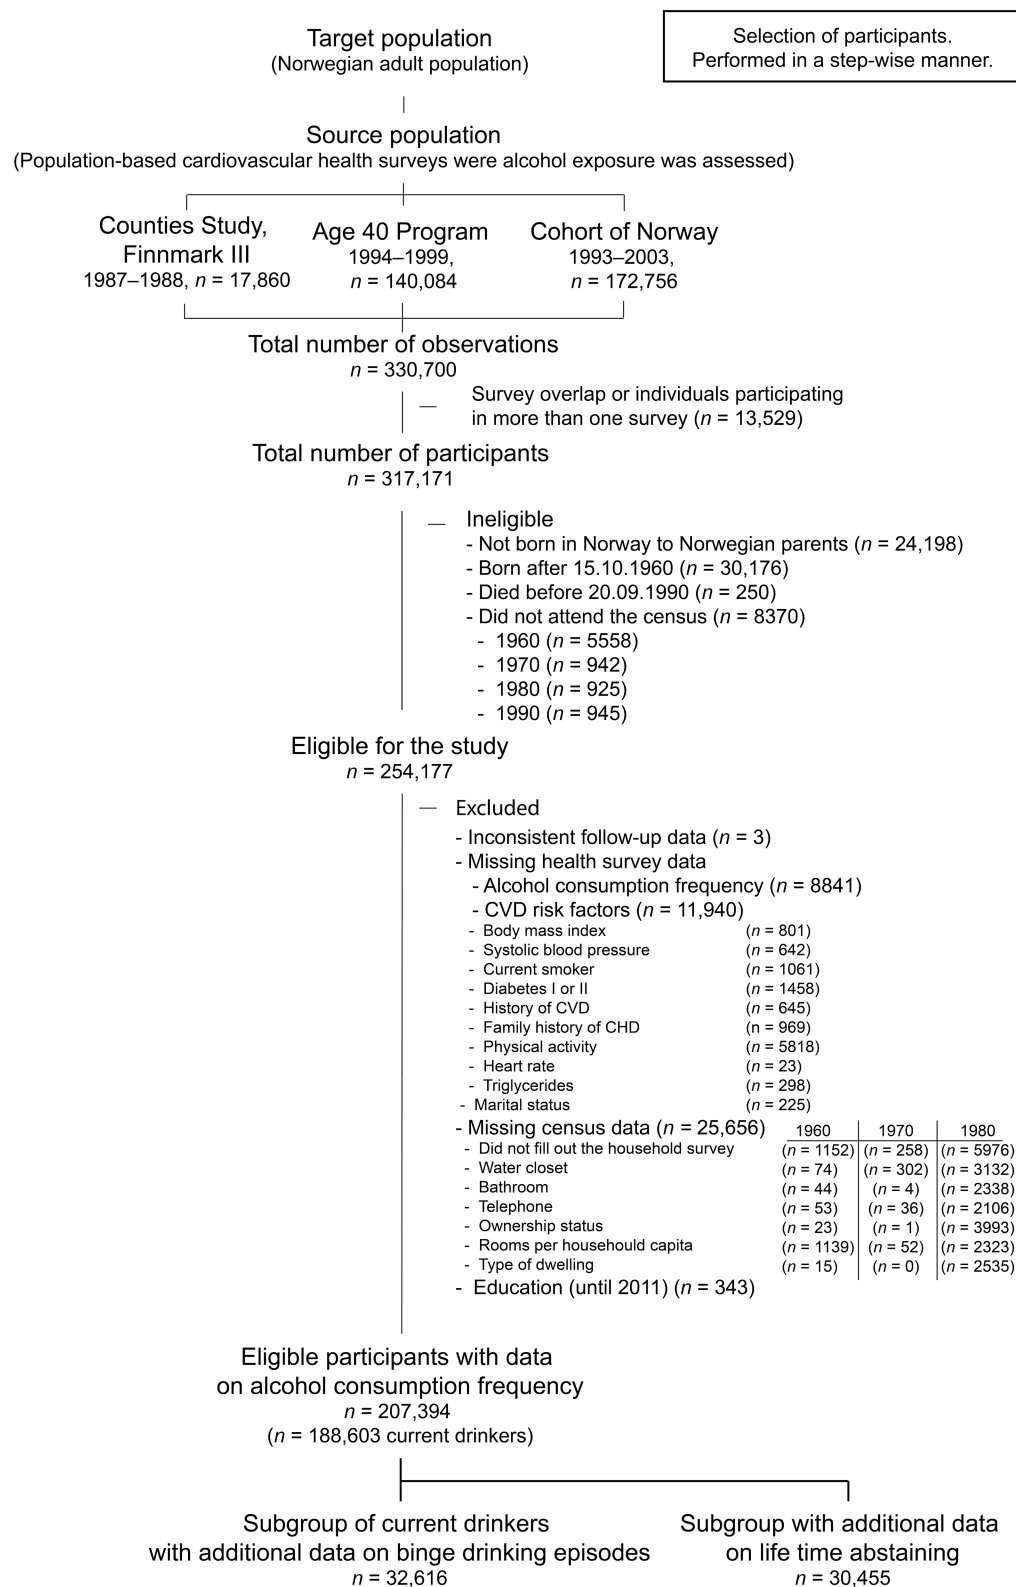 Target population
(Norwegian adult population)
Selection of participants.
Performed in a step-wise manner.
Source population
(Population-based cardiovascular health surveys were alcohol exposure was assessed)
Counties Study,
Finnmark III
1987–1988, n = 17,860
Age 40 Program
1994–1999,
n = 140,084
Cohort of Norway
1993–2003,
n = 172,756
Total number of observations
n = 330,700
Survey overlap or individuals participating
in more than one survey (n = 13,529)
Total number of participants
n = 317,171
Ineligible
- Not born in Norway to Norwegian parents (n = 24,198)
- Born after 15.10.1960 (n = 30,176)
- Died before 20.09.1990 (n = 250)
- Did not attend the census (n = 8370)
- 1960 (n = 5558)
- 1970 (n = 942)
- 1980 (n = 925)
- 1990 (n = 945)
Eligible for the study
n = 254,177
Excluded
- Inconsistent follow-up data (n = 3)
- Missing health survey data
- Alcohol consumption frequency (n = 8841)
- CVD risk factors (n = 11,940)
- Body mass index (n = 801)
- Systolic blood pressure (n = 642)
- Current smoker (n = 1061)
- Diabetes I or II (n = 1458)
- History of CVD (n = 645)
- Family history of CHD (n = 969)
- Physical activity (n = 5818)
- Heart rate (n = 23)
- Triglycerides (n = 298)
- Marital status (n = 225)
- Missing census data (n = 25,656) 1960 1970 1980
- Did not fill out the household survey (n = 1152) (n = 258) (n = 5976)
- Water closet (n = 74) (n = 302) (n = 3132)
- Bathroom (n = 44) (n = 4) (n = 2338)
- Telephone (n = 53) (n = 36) (n = 2106)
- Ownership status (n = 23) (n = 1) (n = 3993)
- Rooms per househould capita (n = 1139) (n = 52) (n = 2323)
- Type of dwelling (n = 15) (n = 0) (n = 2535)
- Education (until 2011) (n = 343)
Eligible participants with data
on alcohol consumption frequency
n = 207,394
(n = 188,603 current drinkers)
Subgroup of current drinkers
with additional data on binge drinking episodes
n = 32,616
Subgroup with additional data
on life time abstaining
n = 30,455